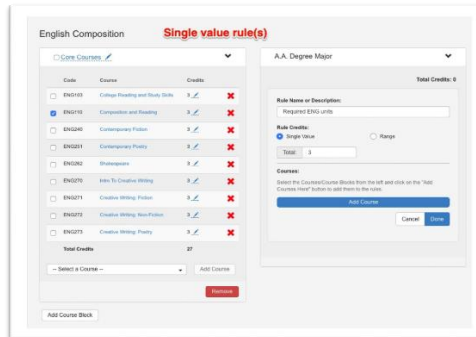 English Composition
Single value rule(s)
Core Courses
Code Course Credits
ENG103 College Reading and Study Skills 3
ENG110 Composition and Reading 3
ENG240 Contemporary Fiction 3
ENG251 Contemporary Poetry 3
ENG262 Shakespeare 3
ENG270 Intro To Creative Writing 3
ENG271 Creative Writing: Fiction 3
ENG272 Creative Writing: Non-Fiction 3
ENG273 Creative Writing: Poetry 3
Total Credits 27
-- Select a Course -- Add Course
Remove
Add Course Block
A.A. Degree Major
Total Credits: 0
Rule Name or Description:
Required ENG units
Rule Credits:
Single Value Range
Total: 3
Courses:
Select the Courses/Course Blocks from the left and click on the "Add
Courses Here" button to add them to the rules.
Add Course
Cancel Done